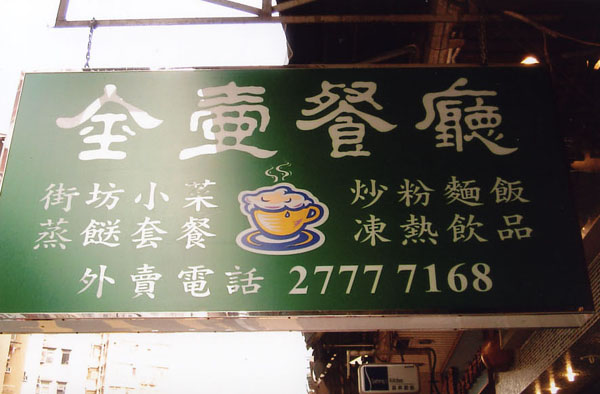 金壺餐廳
街坊小菜 炒粉麵飯
蒸餸套餐 凍熱飲品
外賣電話 2777 7168